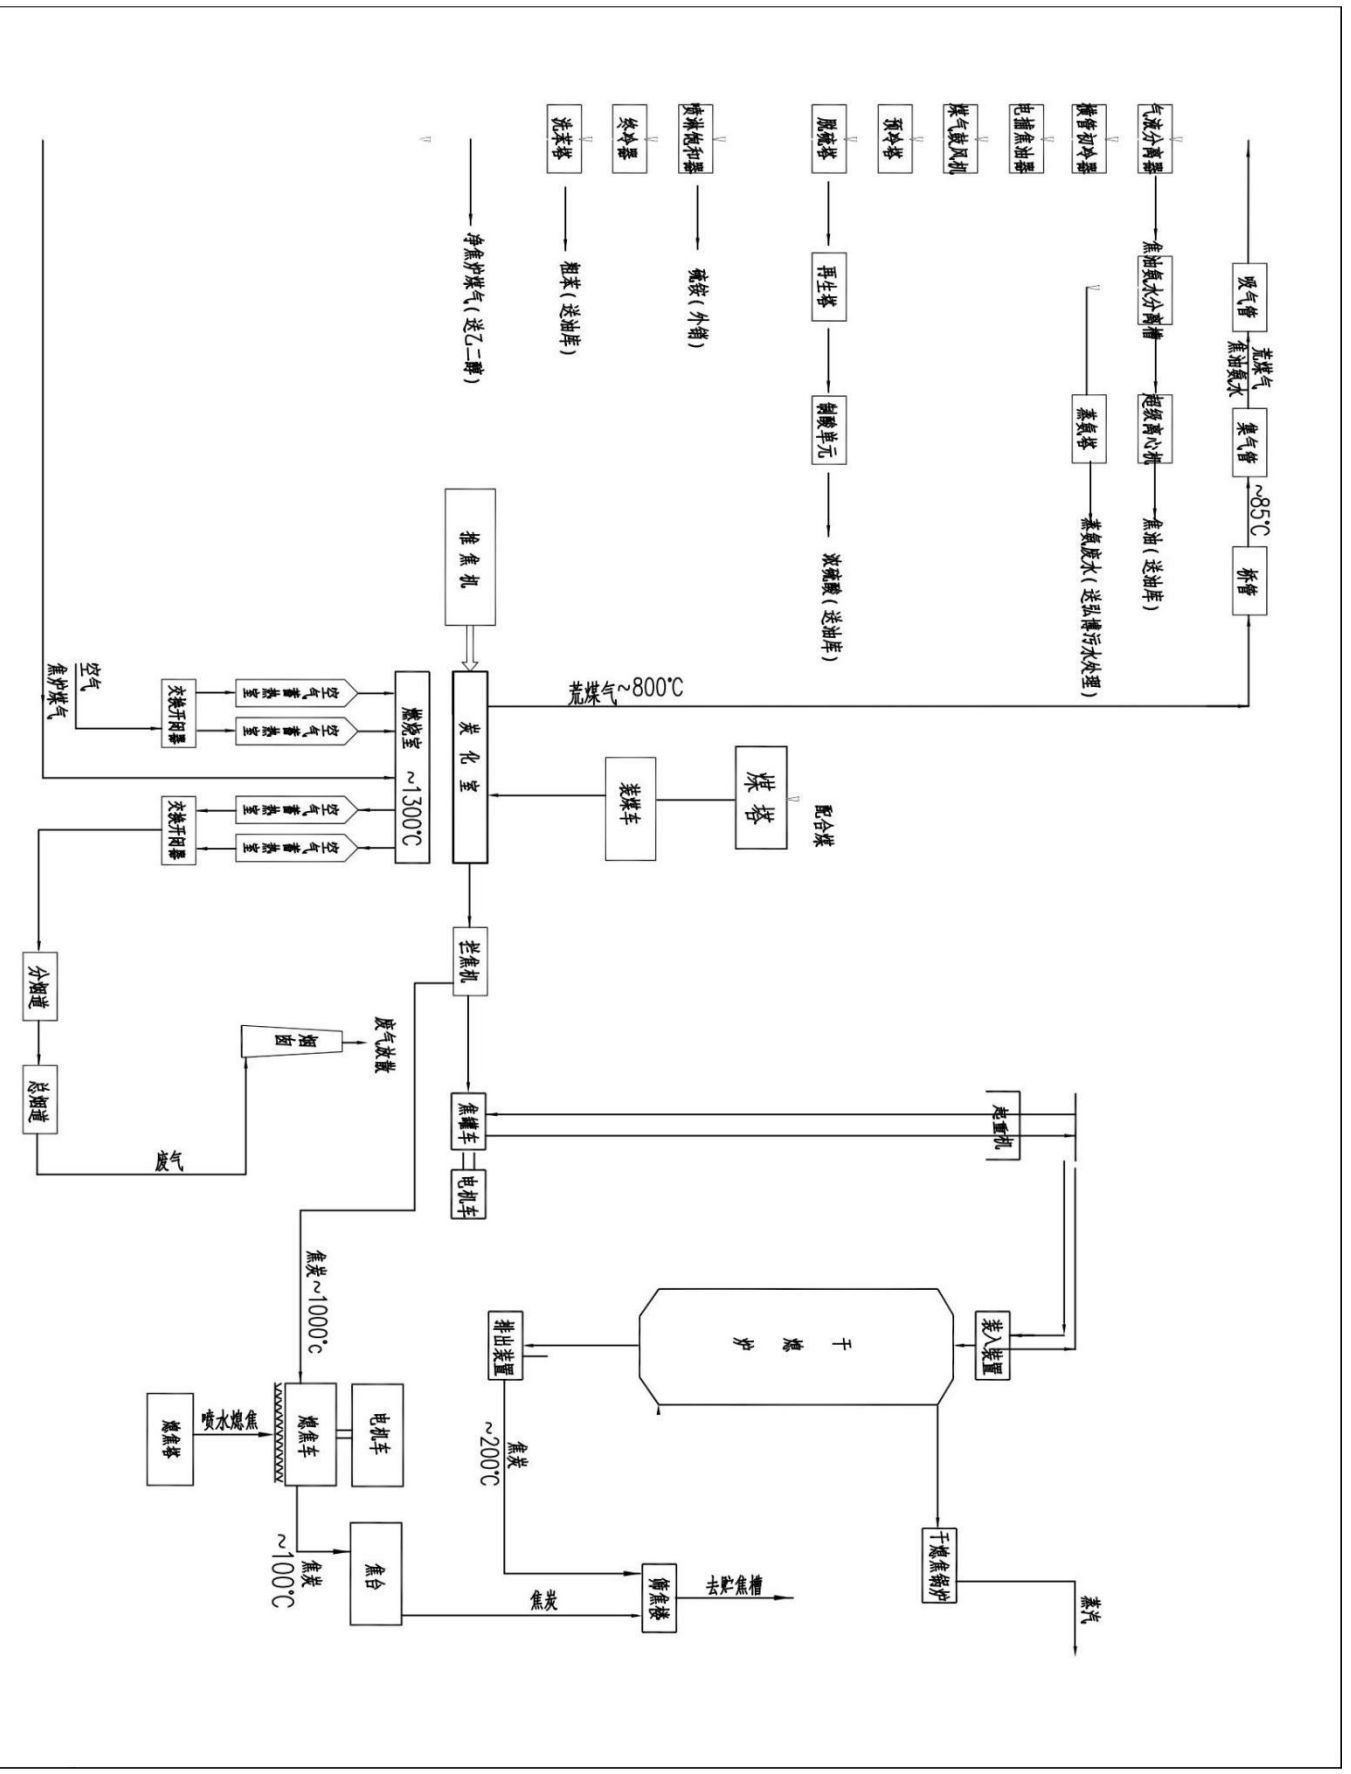 桥管
~85℃
集气管
荒煤气
焦油氨水
吸气管
气液分离器
焦油氨水分离槽
超级离心机
焦油(送油库)
横管初冷器
蒸氨塔
蒸氨废水(送弘博污水处理)
电捕焦油器
煤气鼓风机
预冷塔
脱硫塔
再生塔
制酸单元
浓硫酸(送油库)
喷淋饱和器
硫铵(外销)
终冷器
洗苯塔
粗苯(送油库)
净焦炉煤气(送乙二醇)
荒煤气~800℃
配合煤
煤塔
装煤车
推焦机
炭化室
燃烧室 ~1300℃
空气蓄热室
空气蓄热室
空气蓄热室
空气蓄热室
交换开闭器
交换开闭器
空气
焦炉煤气
分烟道
总烟道
废气
烟囱
废气放散
拦焦机
焦罐车
电机车
起重机
装入装置
干熄炉
排出装置
焦炭
~200℃
干熄焦锅炉
蒸汽
焦炭~1000℃
电机车
熄焦车
喷水熄焦
熄焦塔
焦炭
~100℃
焦台
焦炭
筛焦楼
去贮焦槽